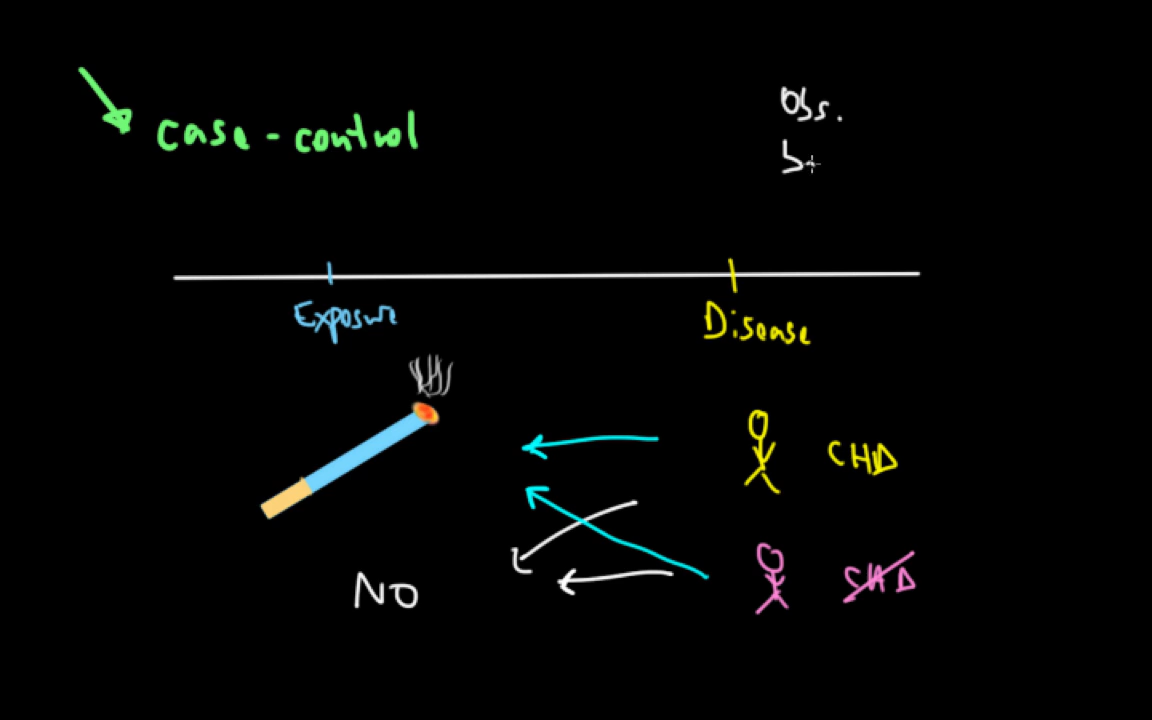 case-control
Obs.
Exposure
Disease
CHD
CHD
NO